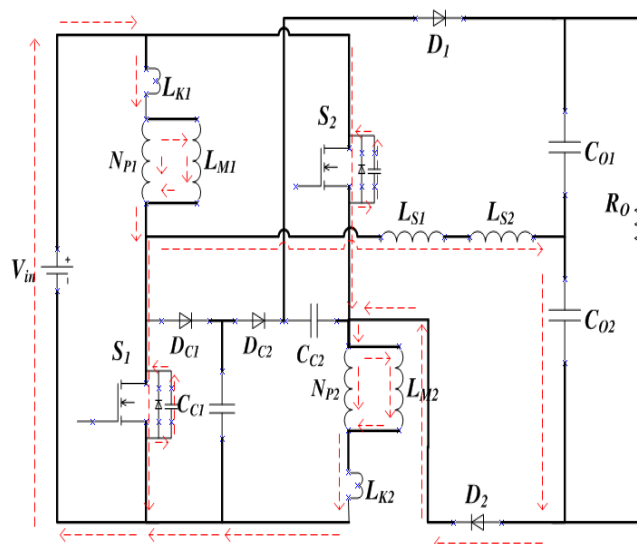 D1
LK1
S2
NP1
LM1
CO1
LS1
LS2
RO
Vin
+
-
DC1
DC2
CC2
CO2
S1
CC1
NP2
LM2
LK2
D2